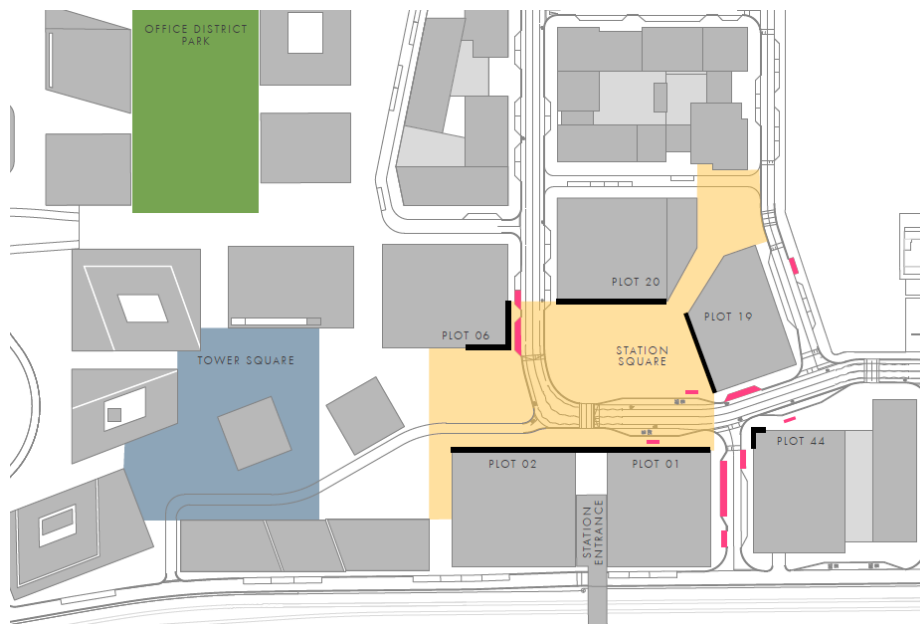 OFFICE DISTRICT
PARK
PLOT 20
PLOT 19
PLOT 06
STATION
SQUARE
TOWER SQUARE
PLOT 44
PLOT 02
PLOT 01
STATION
ENTRANCE